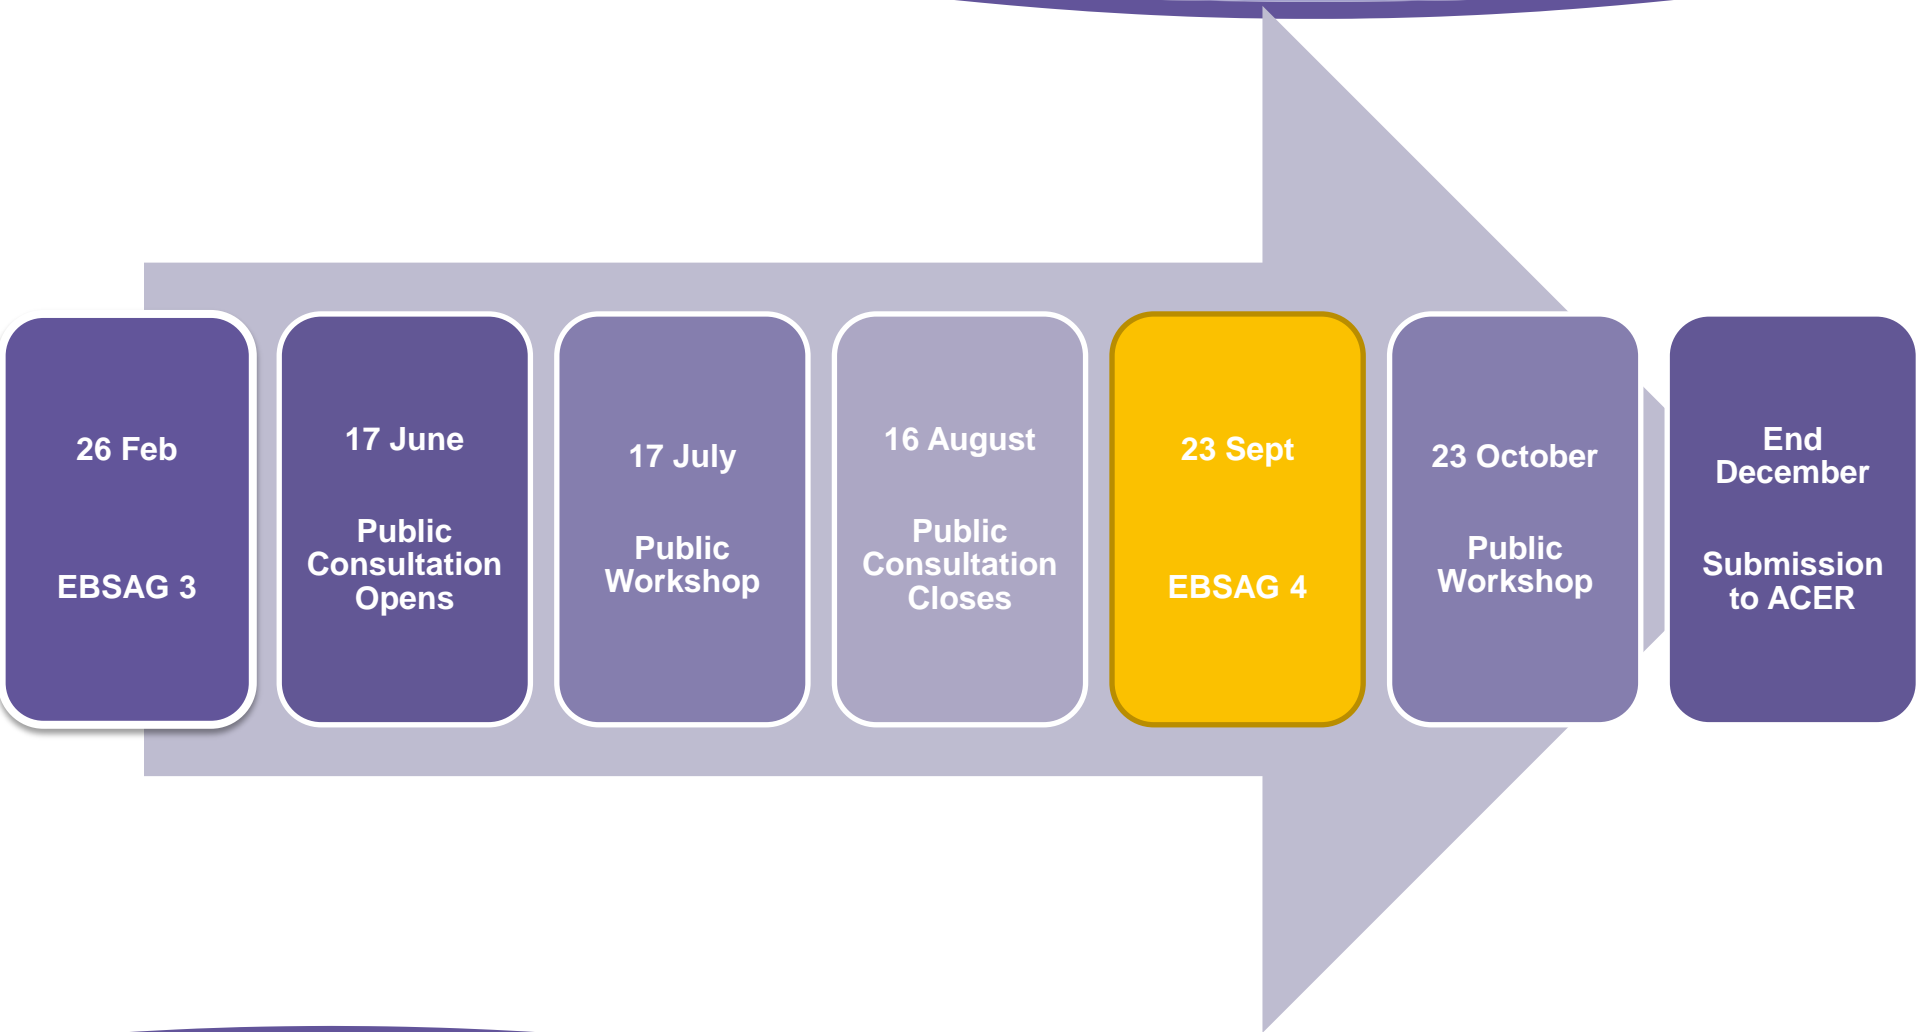 26 Feb
EBSAG 3
17 June
Public
Consultation
Opens
17 July
Public
Workshop
16 August
Public
Consultation
Closes
23 Sept
EBSAG 4
23 October
Public
Workshop
End
December
Submission
to ACER